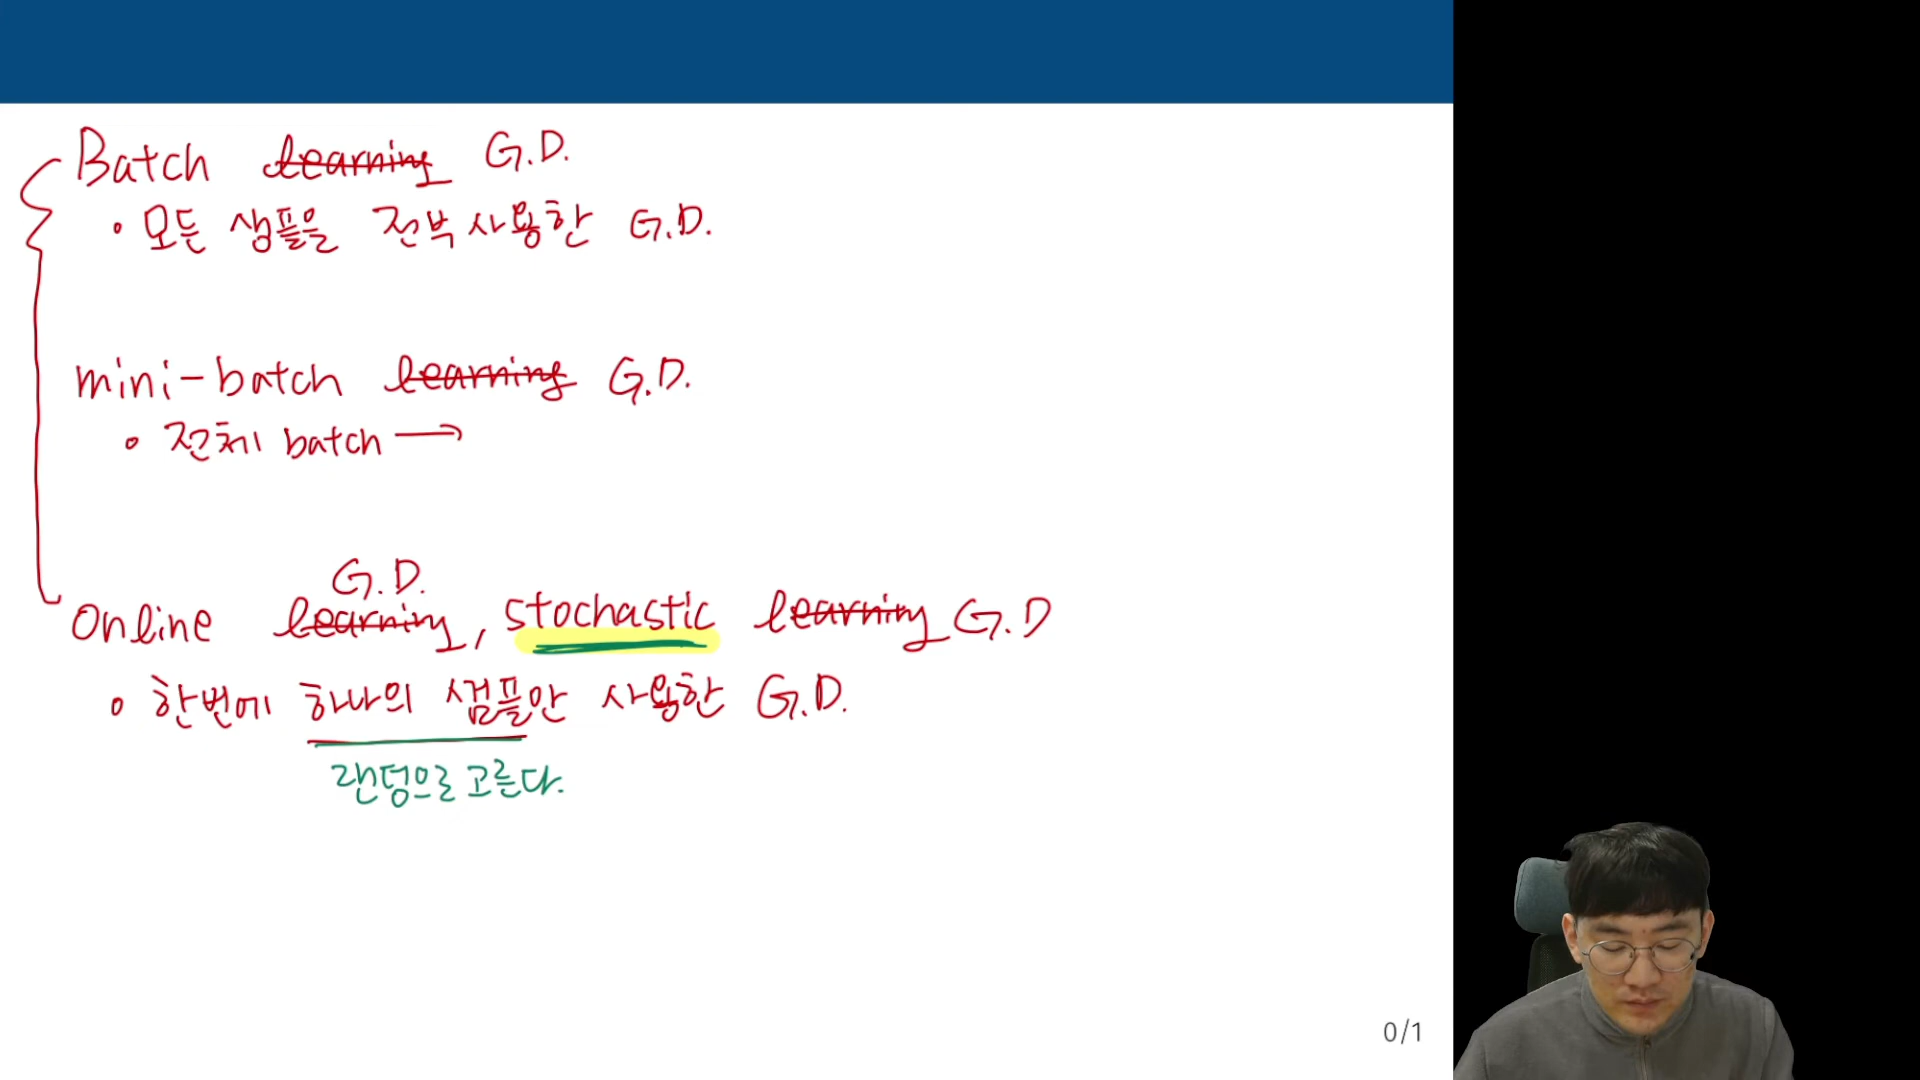 Batch learning G.D.
• 모든 샘플을 전부 사용한 G.D.
mini-batch learning G.D.
• 전체 batch →
G.D.
Online learning, stochastic learning G.D
• 한번에 하나의 샘플만 사용한 G.D.
랜덤으로 고른다.
0/1